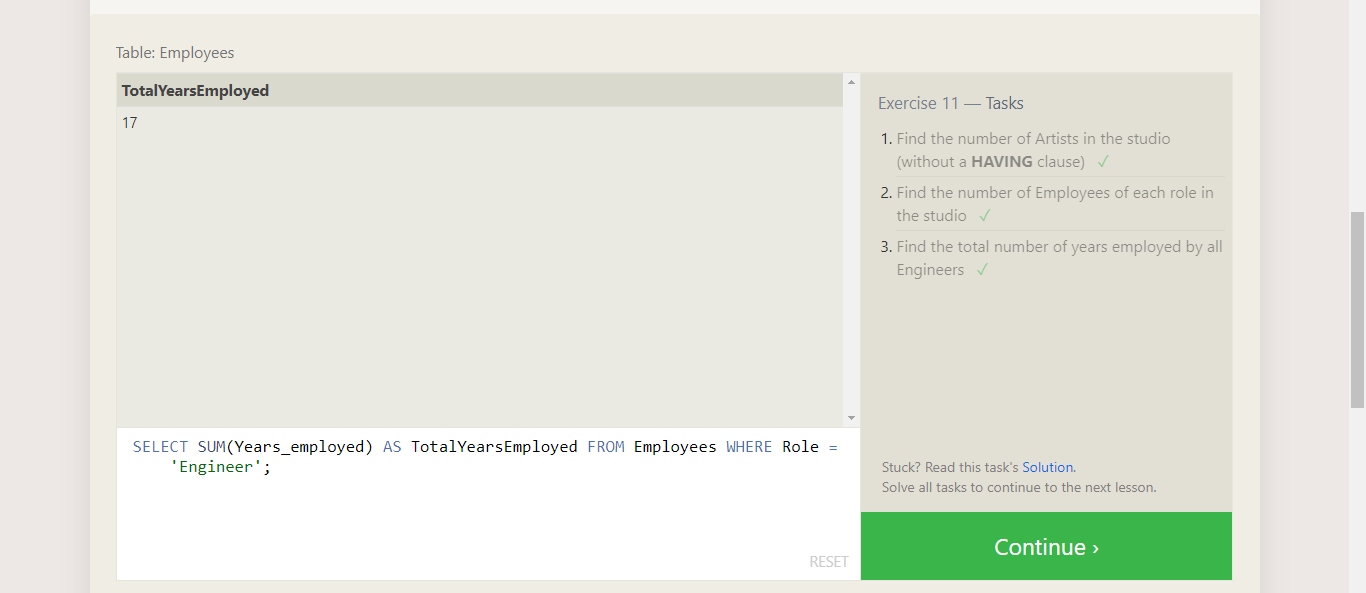 Table: Employees
TotalYearsEmployed
17
SELECT SUM(Years_employed) AS TotalYearsEmployed FROM Employees WHERE Role =
'Engineer';
RESET
Exercise 11 — Tasks
1. Find the number of Artists in the studio
(without a HAVING clause) ✓
2. Find the number of Employees of each role in
the studio ✓
3. Find the total number of years employed by all
Engineers ✓
Stuck? Read this task's Solution.
Solve all tasks to continue to the next lesson.
Continue ›